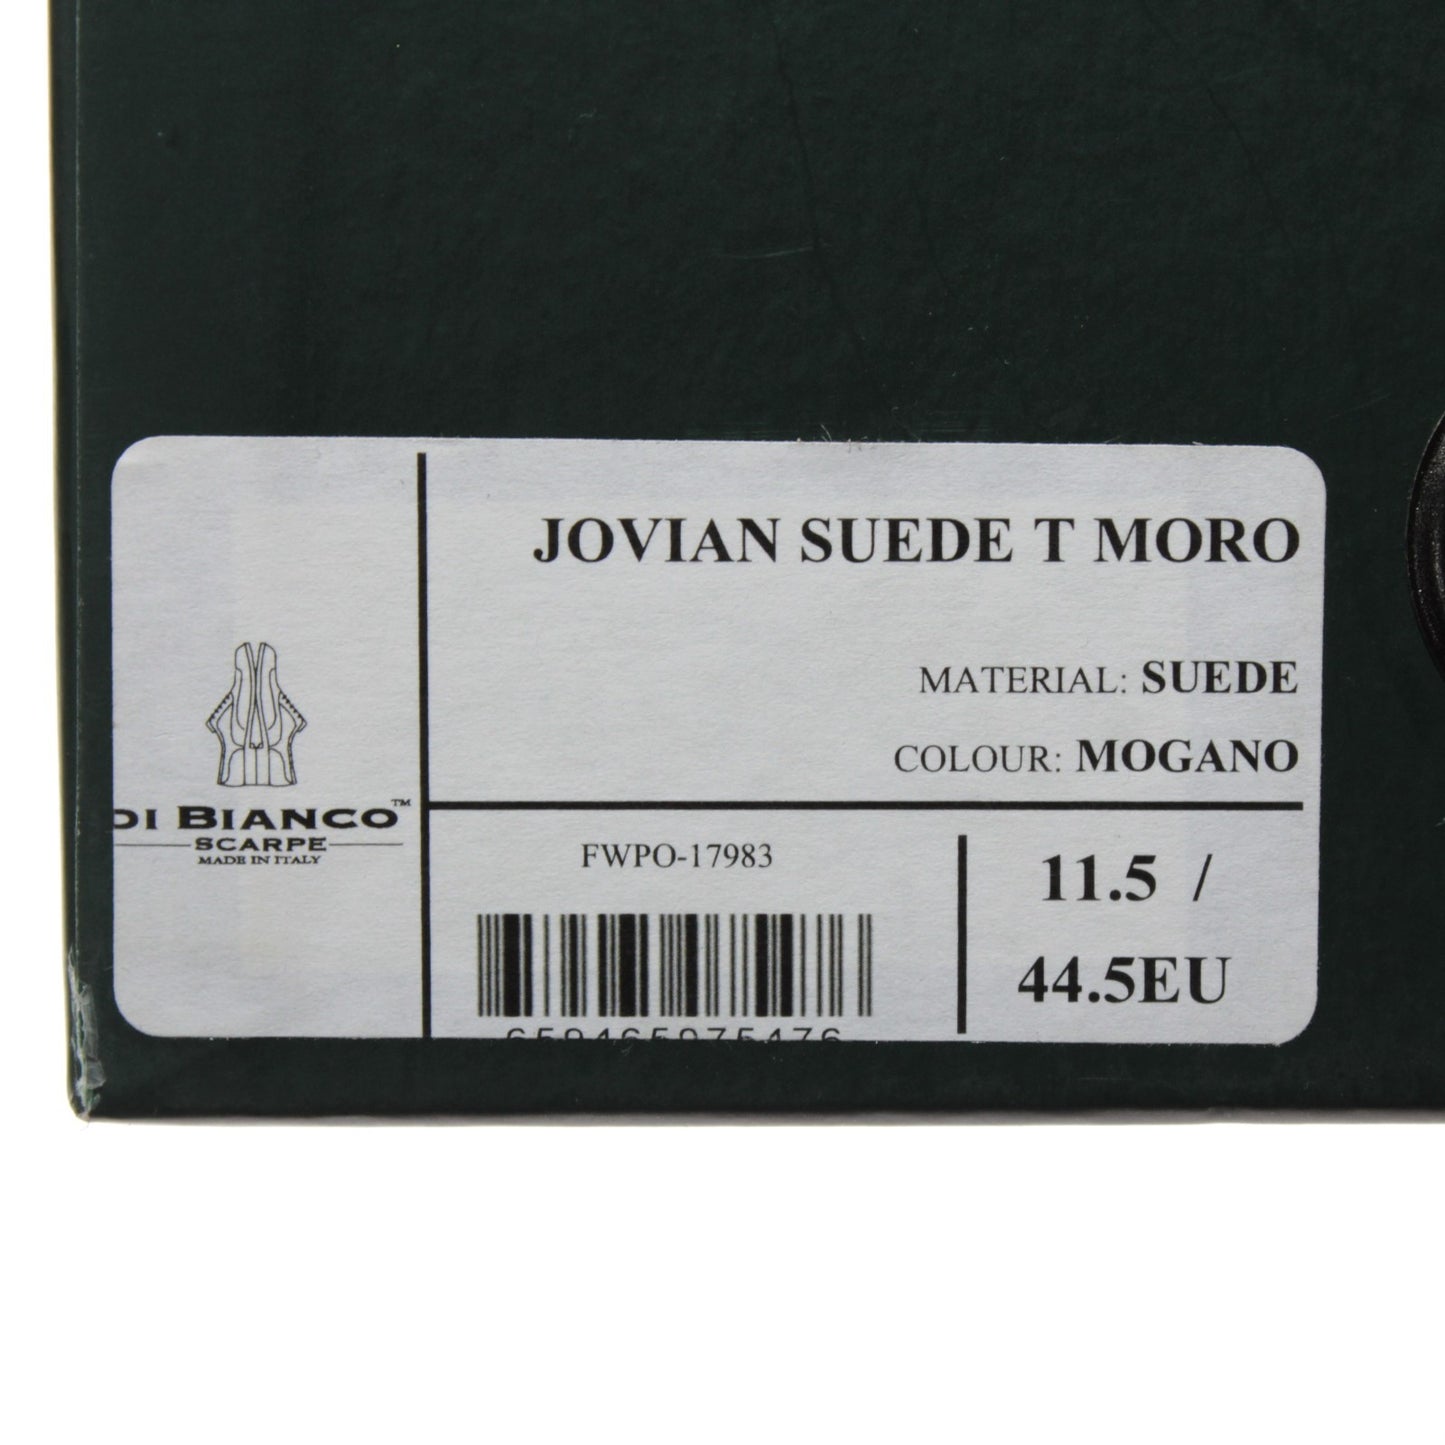 JOVIAN SUEDE T MORO
MATERIAL: SUEDE
COLOUR: MOGANO
DI BIANCO™
SCARPE
MADE IN ITALY
FWPO-17983
11.5 /
44.5EU